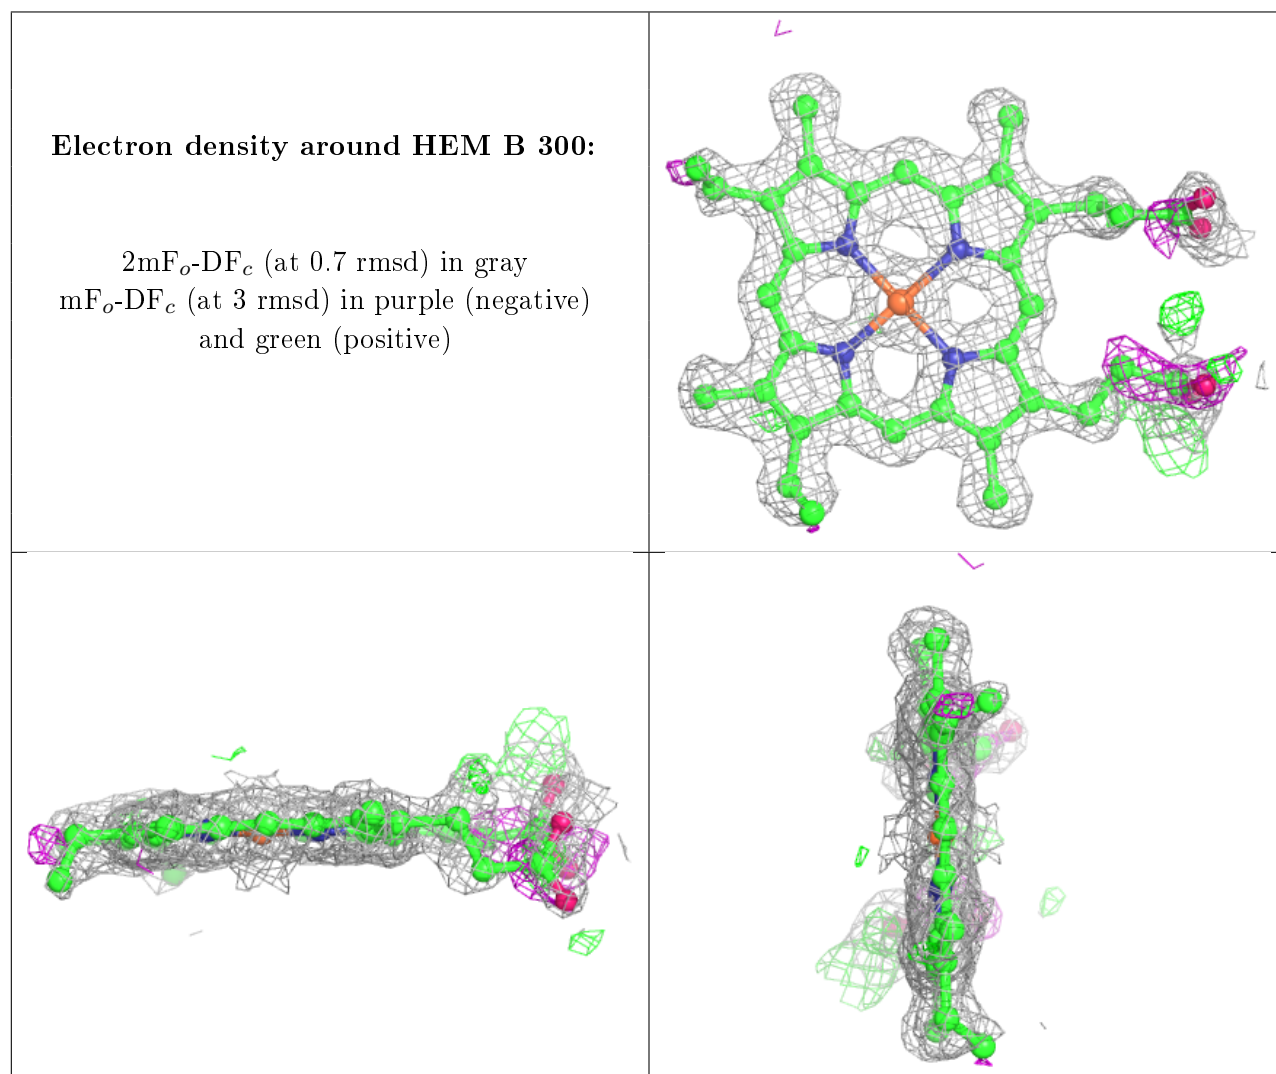 Electron density around HEM B 300:
2mFₒ-DF𝒸 (at 0.7 rmsd) in gray
mFₒ-DF𝒸 (at 3 rmsd) in purple (negative)
and green (positive)